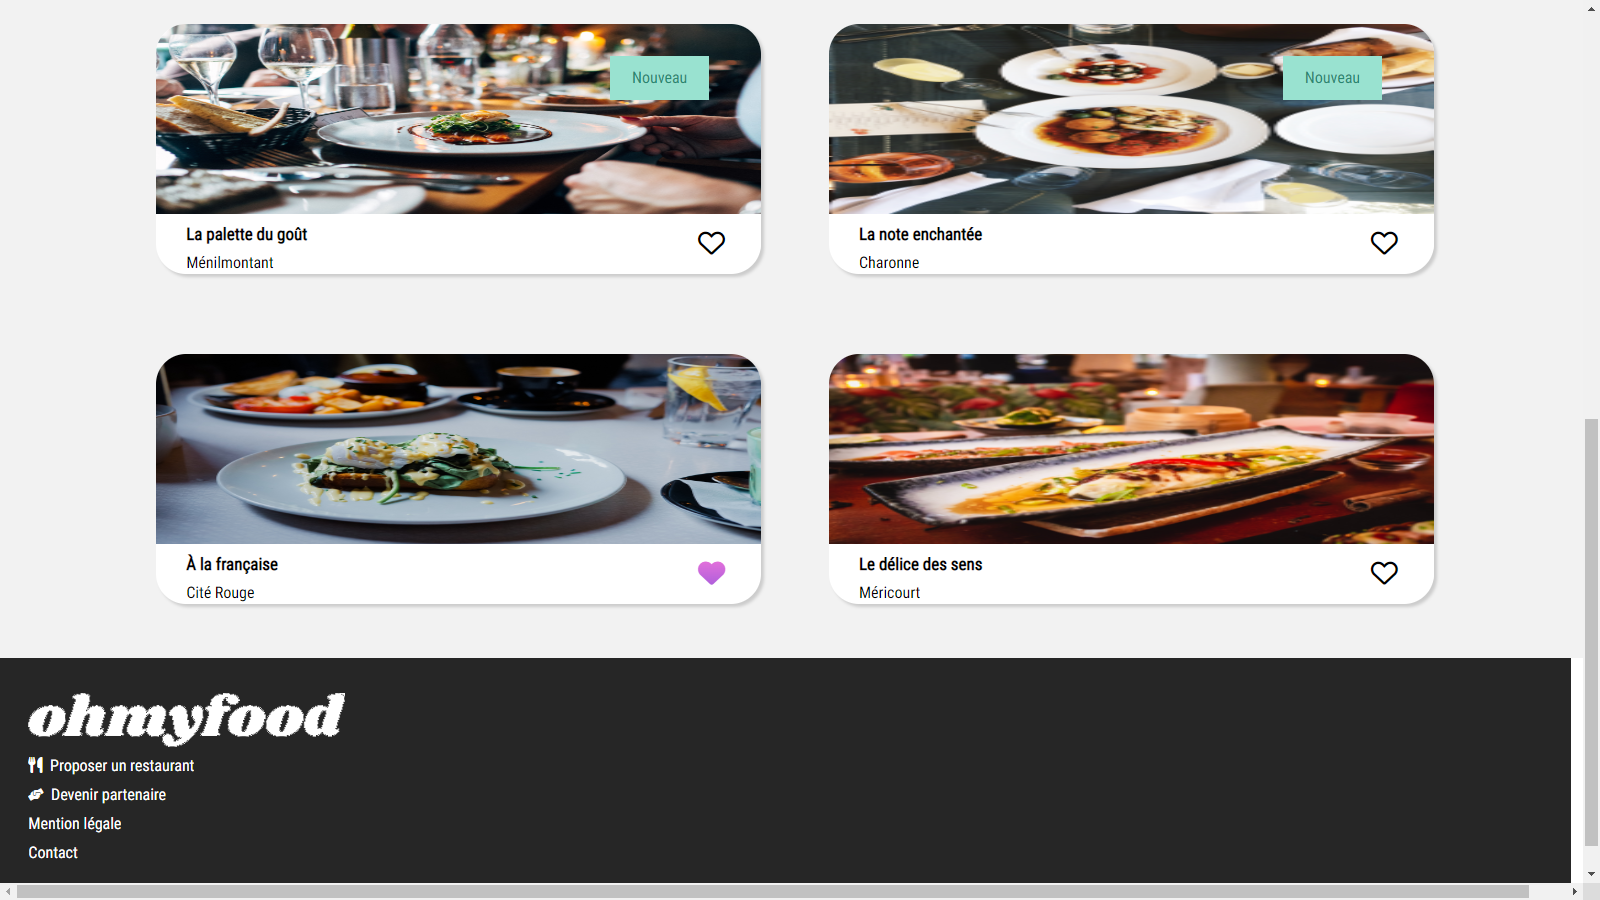 Nouveau
Nouveau
La palette du goût
Ménilmontant
La note enchantée
Charonne
À la française
Cité Rouge
Le délice des sens
Méricourt
ohmyfood
Proposer un restaurant
Devenir partenaire
Mention légale
Contact